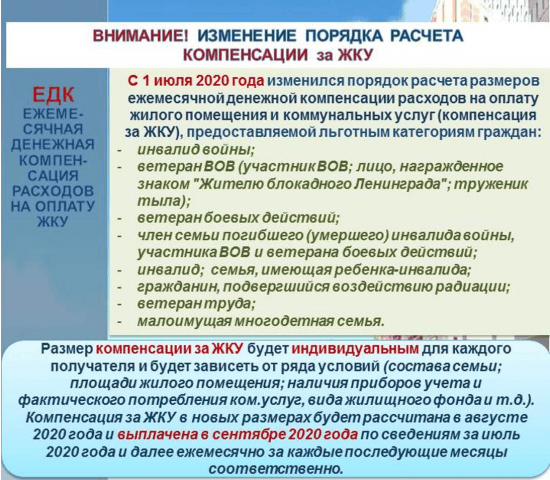 ВНИМАНИЕ! ИЗМЕНЕНИЕ ПОРЯДКА РАСЧЕТА
КОМПЕНСАЦИИ за ЖКУ
ЕДК
ЕЖЕМЕ-
СЯЧНАЯ
ДЕНЕЖНАЯ
КОМПЕН-
САЦИЯ
РАСХОДОВ
НА ОПЛАТУ
ЖКУ
С 1 июля 2020 года изменился порядок расчета размеров
ежемесячной денежной компенсации расходов на оплату
жилого помещения и коммунальных услуг (компенсация
за ЖКУ), предоставляемой льготным категориям граждан:
- инвалид войны;
- ветеран ВОВ (участник ВОВ; лицо, награжденное
знаком "Жителю блокадного Ленинграда"; труженик
тыла);
- ветеран боевых действий;
- член семьи погибшего (умершего) инвалида войны,
участника ВОВ и ветерана боевых действий;
- инвалид; семья, имеющая ребенка-инвалида;
- гражданин, подвергшийся воздействию радиации;
- ветеран труда;
- малоимущая многодетная семья.
Размер компенсации за ЖКУ будет индивидуальным для каждого
получателя и будет зависеть от ряда условий (состава семьи;
площади жилого помещения; наличия приборов учета и
фактического потребления ком.услуг, вида жилищного фонда и т.д.).
Компенсация за ЖКУ в новых размерах будет рассчитана в августе
2020 года и выплачена в сентябре 2020 года по сведениям за июль
2020 года и далее ежемесячно за каждые последующие месяцы
соответственно.